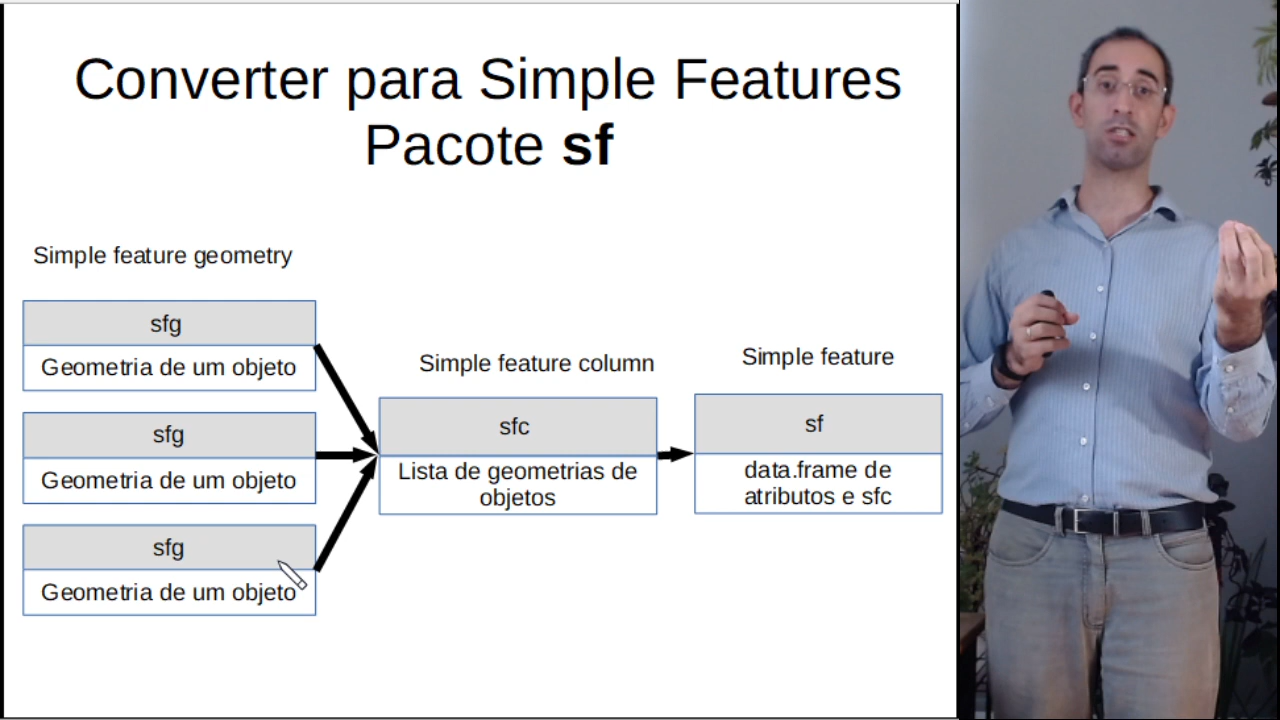 Converter para Simple Features
Pacote sf
Simple feature geometry
sfg
Geometria de um objeto
sfg
Geometria de um objeto
sfg
Geometria de um objeto
Simple feature column
sfc
Lista de geometrias de
objetos
Simple feature
sf
data.frame de
atributos e sfc